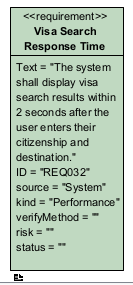 <<requirement>>
Visa Search
Response Time
Text = "The system
shall display visa
search results within
2 seconds after the
user enters their
citizenship and
destination."
ID = "REQ032"
source = "System"
kind = "Performance"
verifyMethod = ""
risk = ""
status = ""